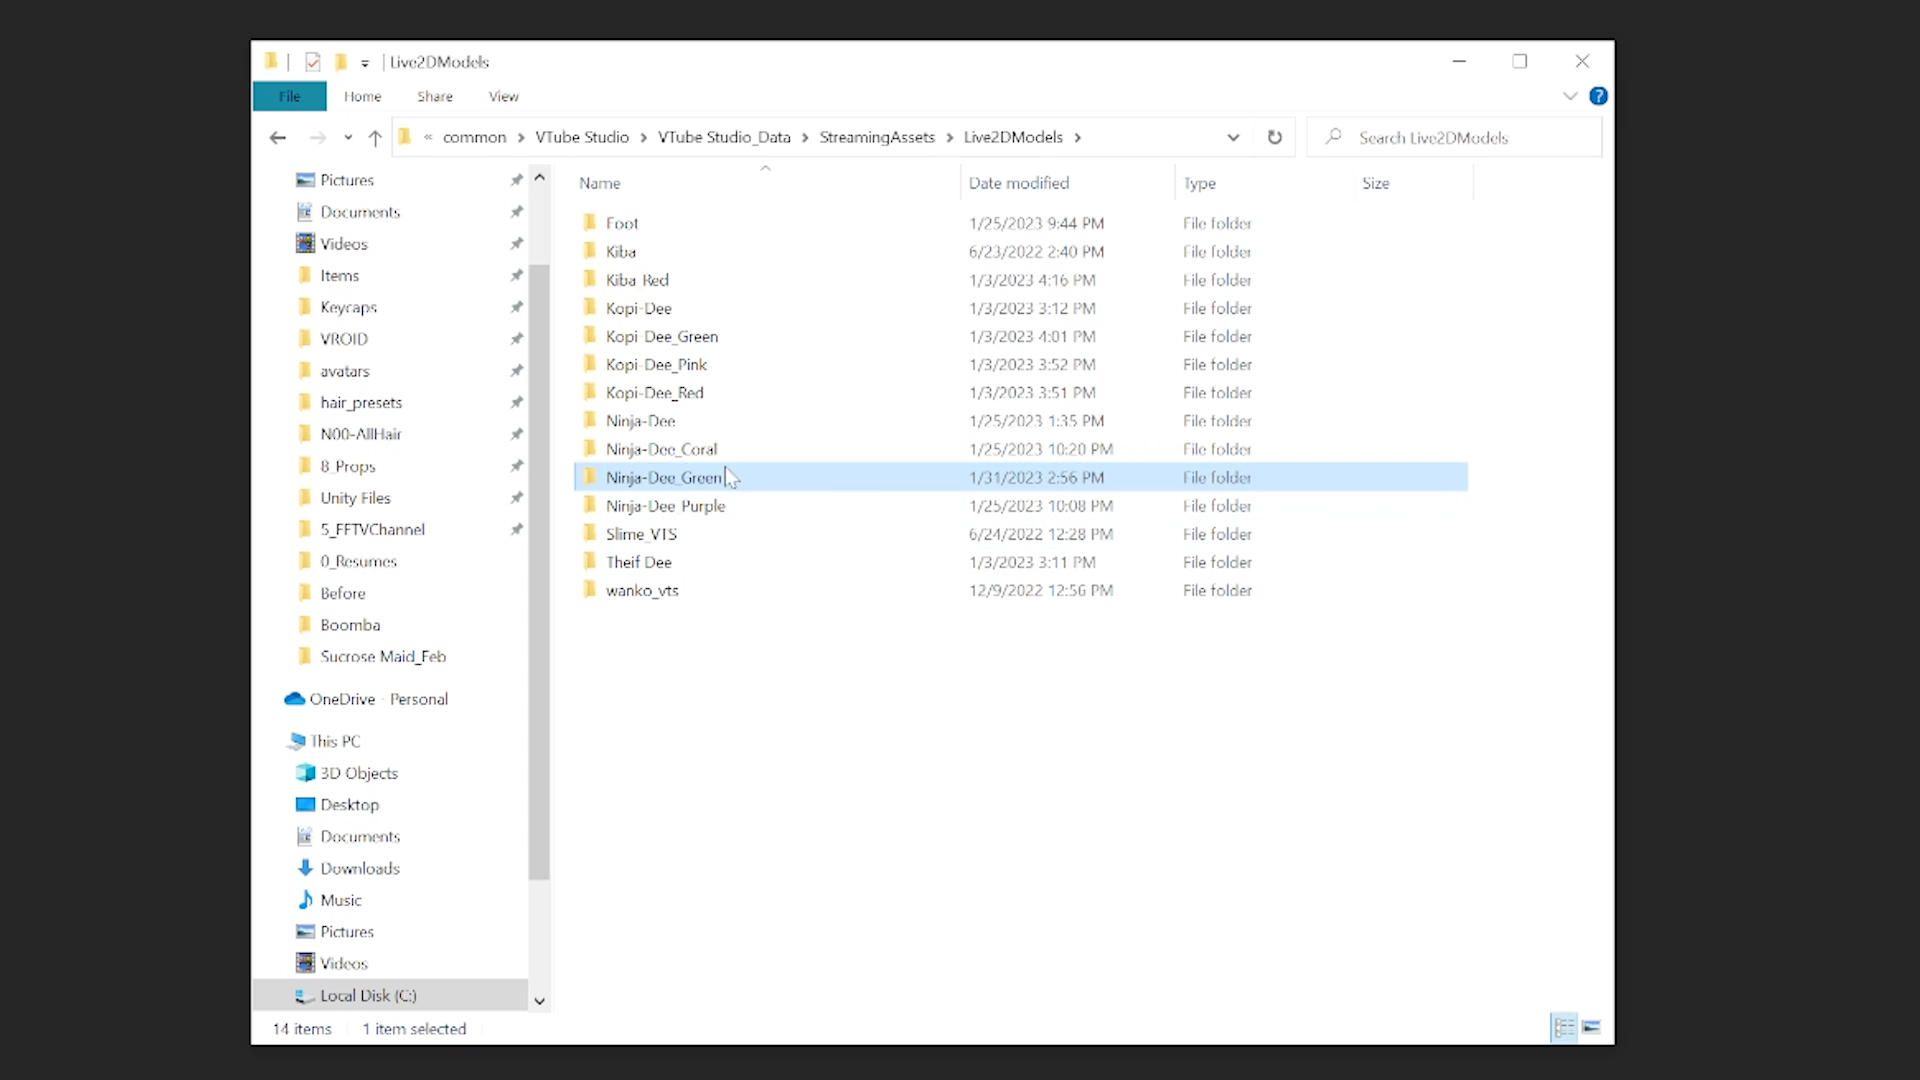 Live2DModels
File Home Share View
« common > VTube Studio > VTube Studio_Data > StreamingAssets > Live2DModels >
Search Live2DModels
Pictures
Documents
Videos
Items
Keycaps
VROID
avatars
hair_presets
N00-AllHair
8_Props
Unity Files
5_FFTVChannel
0_Resumes
Before
Boomba
Sucrose Maid_Feb
OneDrive - Personal
This PC
3D Objects
Desktop
Documents
Downloads
Music
Pictures
Videos
Local Disk (C:)
Name Date modified Type Size
Foot 1/25/2023 9:44 PM File folder
Kiba 6/23/2022 2:40 PM File folder
Kiba_Red 1/3/2023 4:16 PM File folder
Kopi-Dee 1/3/2023 3:12 PM File folder
Kopi-Dee_Green 1/3/2023 4:01 PM File folder
Kopi-Dee_Pink 1/3/2023 3:52 PM File folder
Kopi-Dee_Red 1/3/2023 3:51 PM File folder
Ninja-Dee 1/25/2023 1:35 PM File folder
Ninja-Dee_Coral 1/25/2023 10:20 PM File folder
Ninja-Dee_Green 1/31/2023 2:56 PM File folder
Ninja-Dee_Purple 1/25/2023 10:08 PM File folder
Slime_VTS 6/24/2022 12:28 PM File folder
Theif Dee 1/3/2023 3:11 PM File folder
wanko_vts 12/9/2022 12:56 PM File folder
14 items 1 item selected